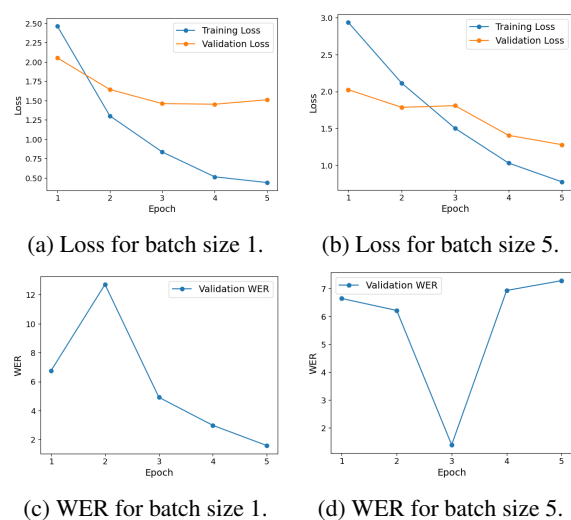 2.50
2.25
2.00
1.75
1.50
1.25
1.00
0.75
0.50
Loss
Training Loss
Validation Loss
1 2 3 4 5
Epoch
(a) Loss for batch size 1.
3.0
2.5
2.0
1.5
1.0
Loss
Training Loss
Validation Loss
1 2 3 4 5
Epoch
(b) Loss for batch size 5.
12
10
8
6
4
2
WER
Validation WER
1 2 3 4 5
Epoch
(c) WER for batch size 1.
7
6
5
4
3
2
WER
Validation WER
1 2 3 4 5
Epoch
(d) WER for batch size 5.